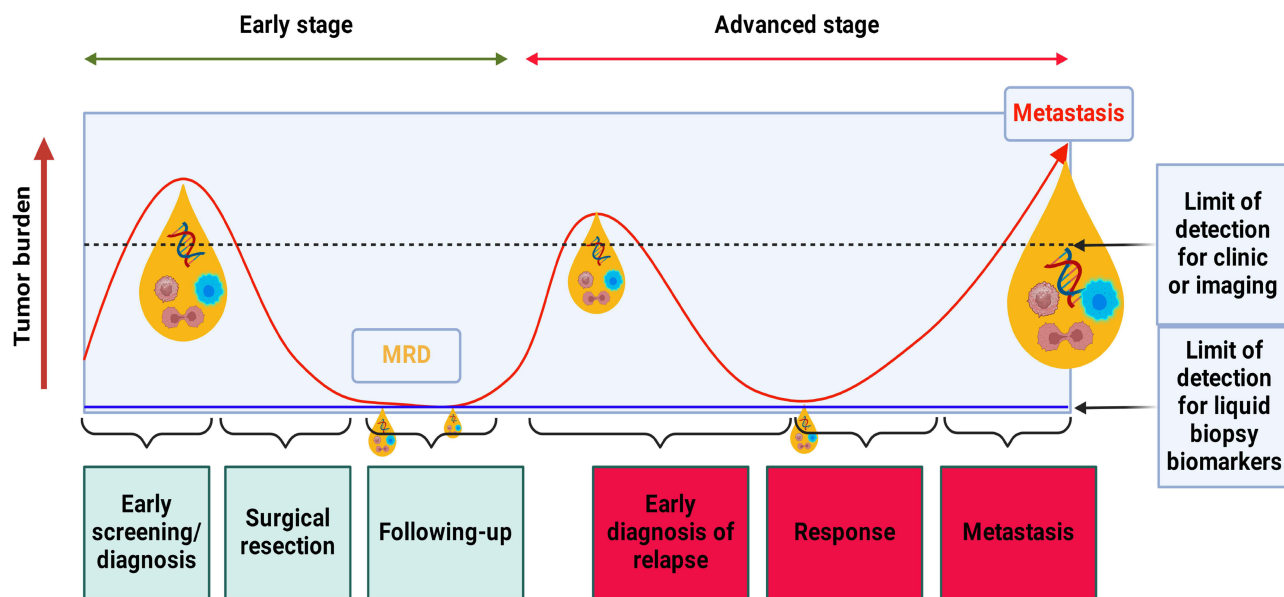 Early stage
Advanced stage
Metastasis
Tumor burden
MRD
Limit of
detection
for clinic
or imaging
Limit of
detection
for liquid
biopsy
biomarkers
Early
screening/
diagnosis
Surgical
resection
Following-up
Early
diagnosis of
relapse
Response
Metastasis